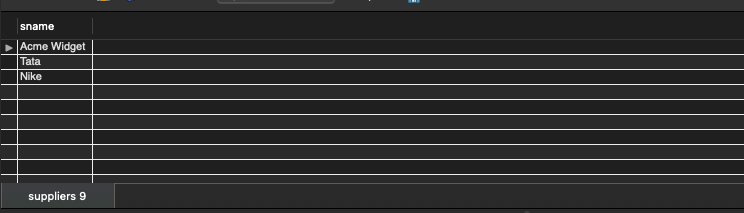 sname
Acme Widget
Tata
Nike
suppliers 9